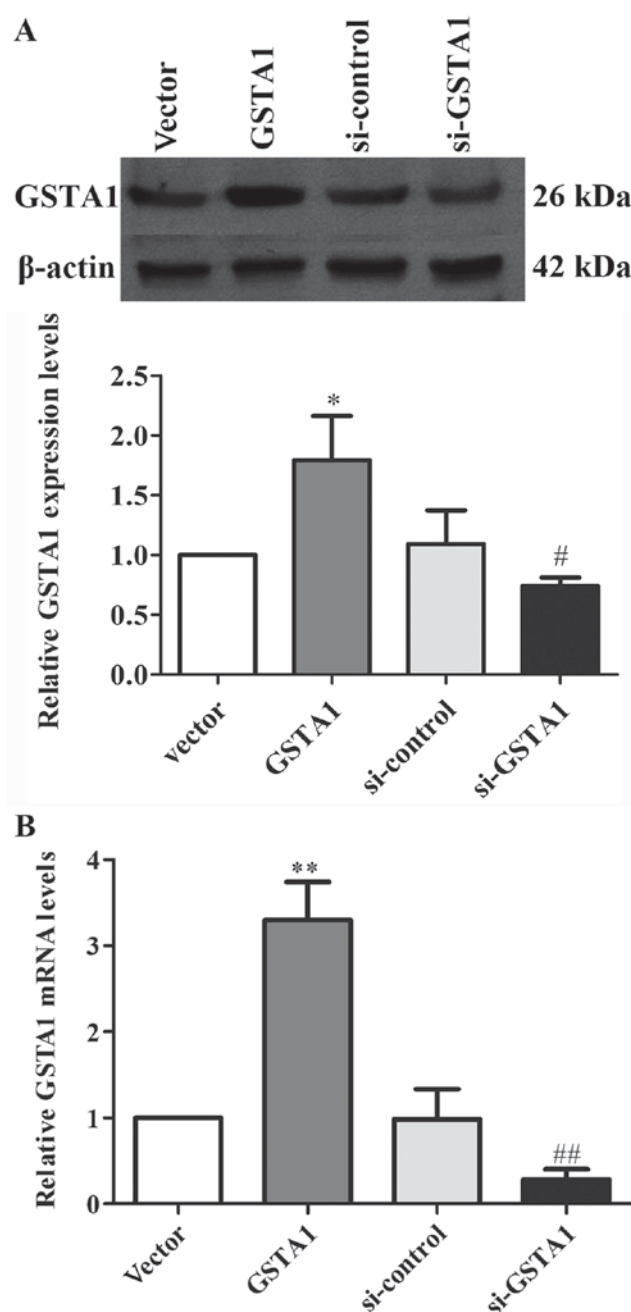 A
Vector GSTA1 si-control si-GSTA1
GSTA1 26 kDa
β-actin 42 kDa
Relative GSTA1 expression levels
2.5
2.0
1.5
1.0
0.5
0.0
*
#
vector GSTA1 si-control si-GSTA1
B
Relative GSTA1 mRNA levels
4
3
2
1
0
**
##
Vector GSTA1 si-control si-GSTA1